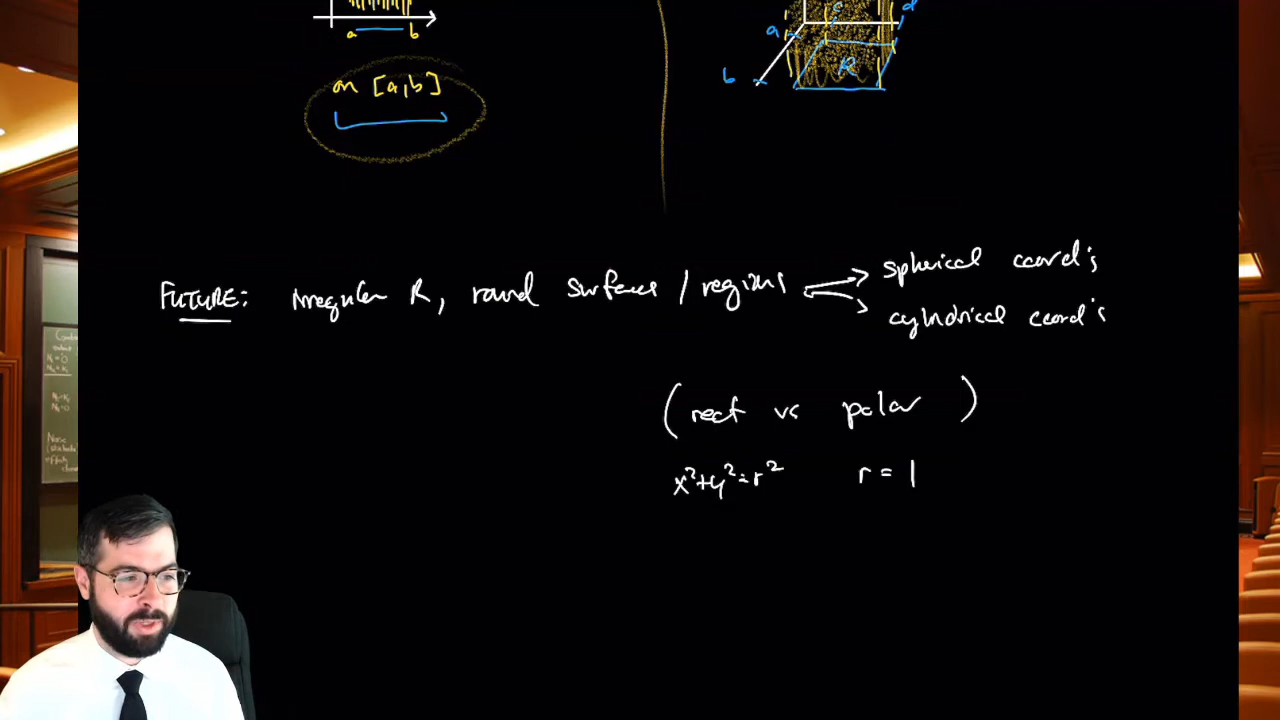 a b
on [a,b]
a c d
b R
FUTURE: irregular R, round surfaces / regions
spherical coord's
cylindrical coord's
(rect vs polar)
x²+y²=r² r = 1